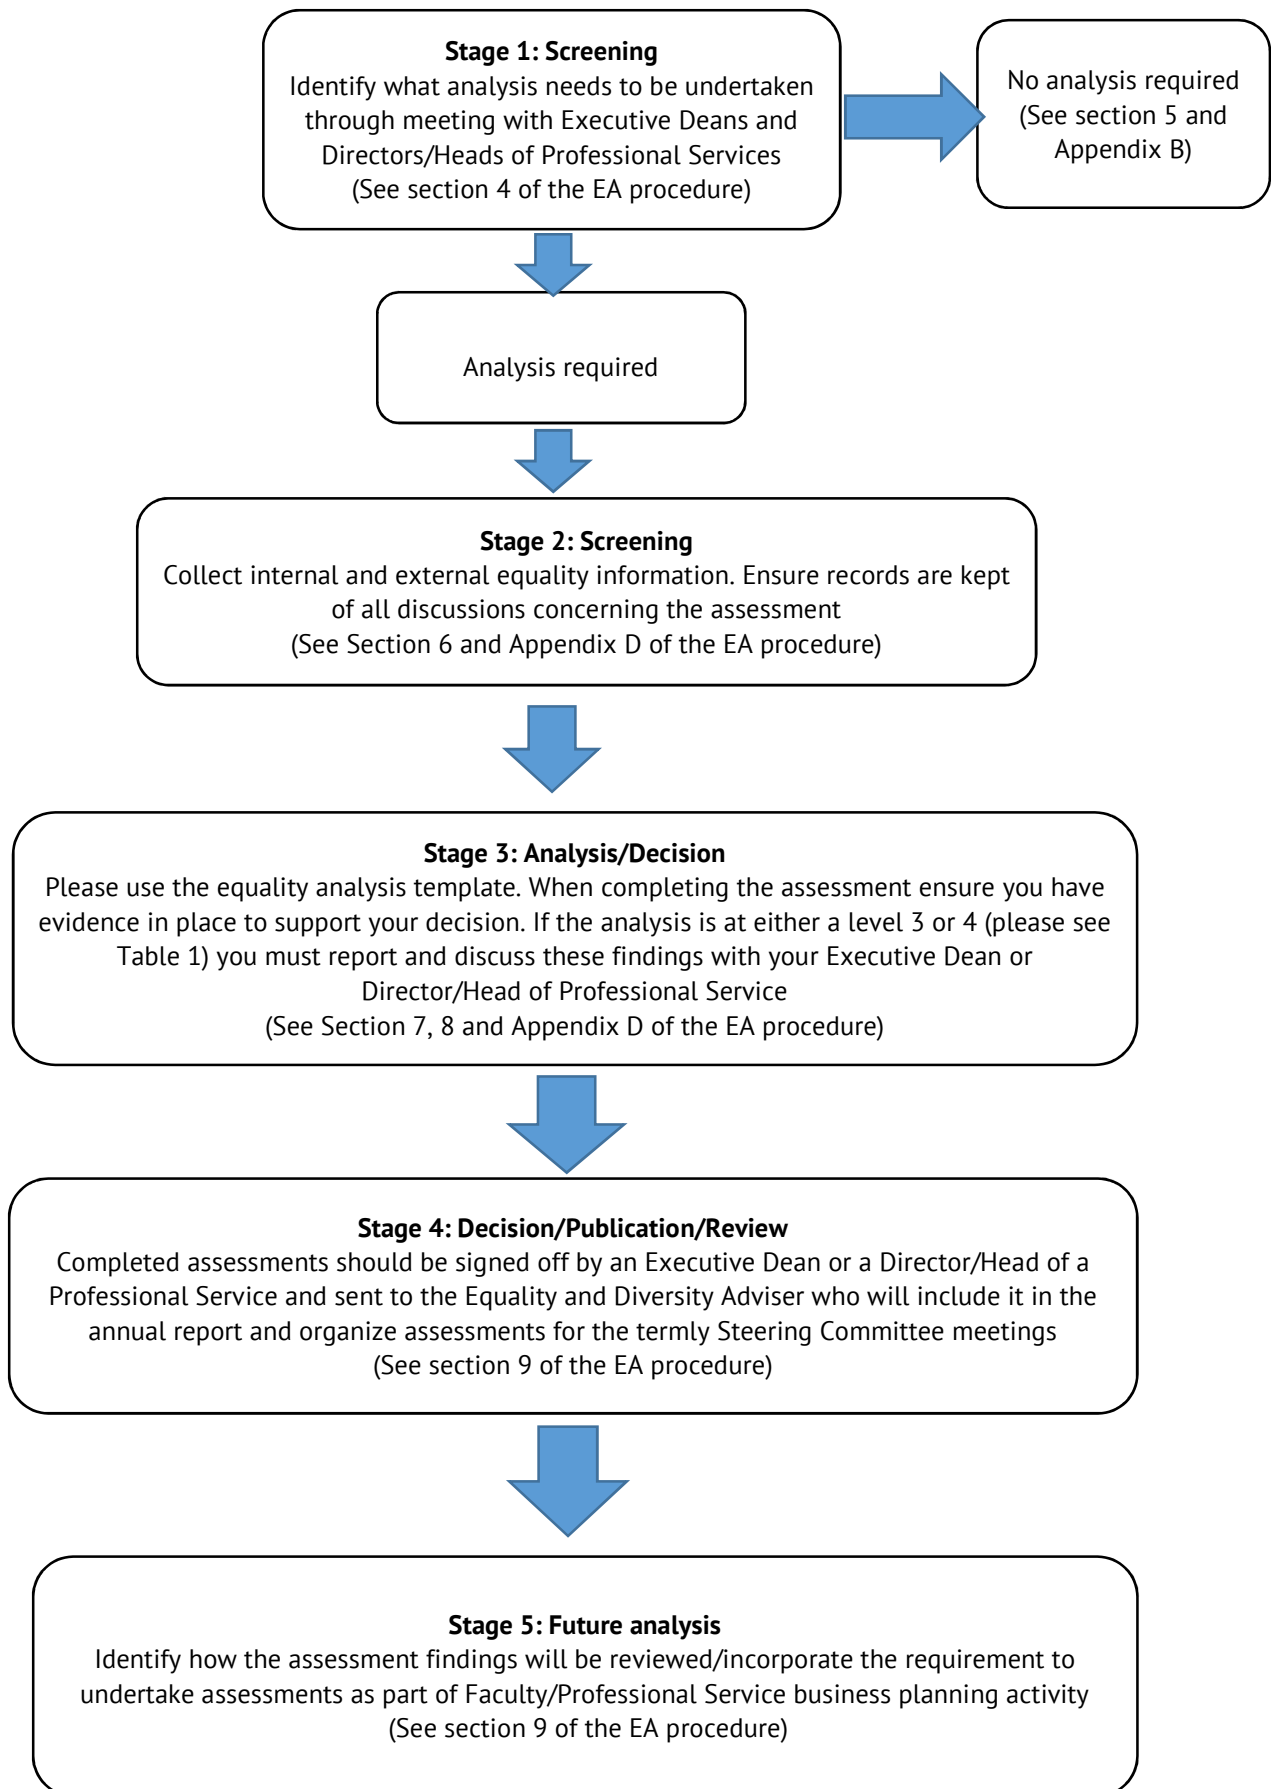 Stage 1: Screening
Identify what analysis needs to be undertaken
through meeting with Executive Deans and
Directors/Heads of Professional Services
(See section 4 of the EA procedure)
No analysis required
(See section 5 and
Appendix B)
Analysis required
Stage 2: Screening
Collect internal and external equality information. Ensure records are kept
of all discussions concerning the assessment
(See Section 6 and Appendix D of the EA procedure)
Stage 3: Analysis/Decision
Please use the equality analysis template. When completing the assessment ensure you have
evidence in place to support your decision. If the analysis is at either a level 3 or 4 (please see
Table 1) you must report and discuss these findings with your Executive Dean or
Director/Head of Professional Service
(See Section 7, 8 and Appendix D of the EA procedure)
Stage 4: Decision/Publication/Review
Completed assessments should be signed off by an Executive Dean or a Director/Head of a
Professional Service and sent to the Equality and Diversity Adviser who will include it in the
annual report and organize assessments for the termly Steering Committee meetings
(See section 9 of the EA procedure)
Stage 5: Future analysis
Identify how the assessment findings will be reviewed/incorporate the requirement to
undertake assessments as part of Faculty/Professional Service business planning activity
(See section 9 of the EA procedure)